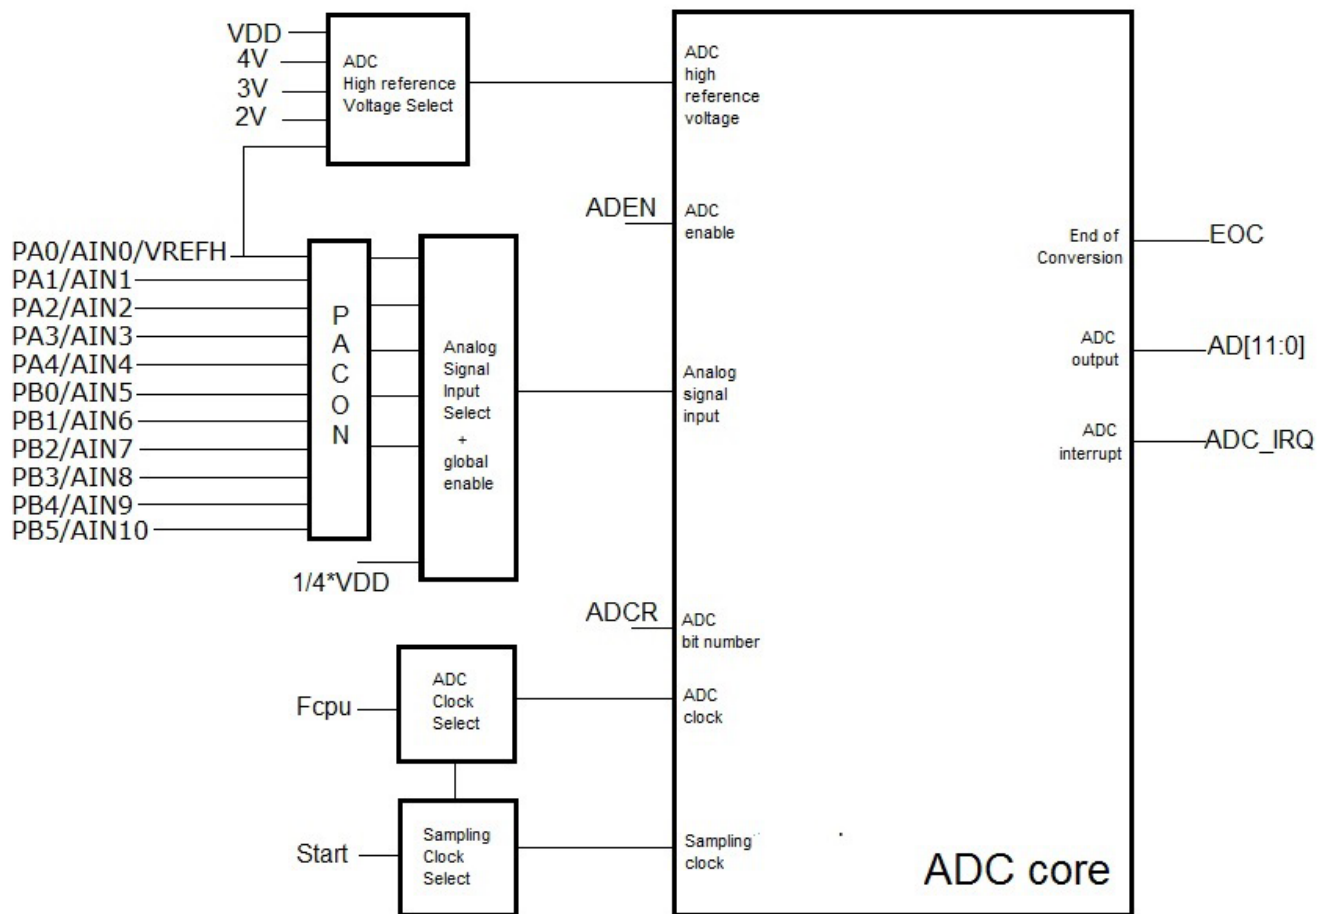 VDD
4V
3V
2V
ADC
High reference
Voltage Select
ADC
high
reference
voltage
ADEN
ADC
enable
PA0/AIN0/VREFH
PA1/AIN1
PA2/AIN2
PA3/AIN3
PA4/AIN4
PB0/AIN5
PB1/AIN6
PB2/AIN7
PB3/AIN8
PB4/AIN9
PB5/AIN10
P
A
C
O
N
Analog
Signal
Input
Select
+
global
enable
1/4*VDD
Analog
signal
input
End of
Conversion
EOC
ADC
output
AD[11:0]
ADC
interrupt
ADC_IRQ
ADCR
ADC
bit number
Fcpu
ADC
Clock
Select
ADC
clock
Start
Sampling
Clock
Select
Sampling
clock
ADC core